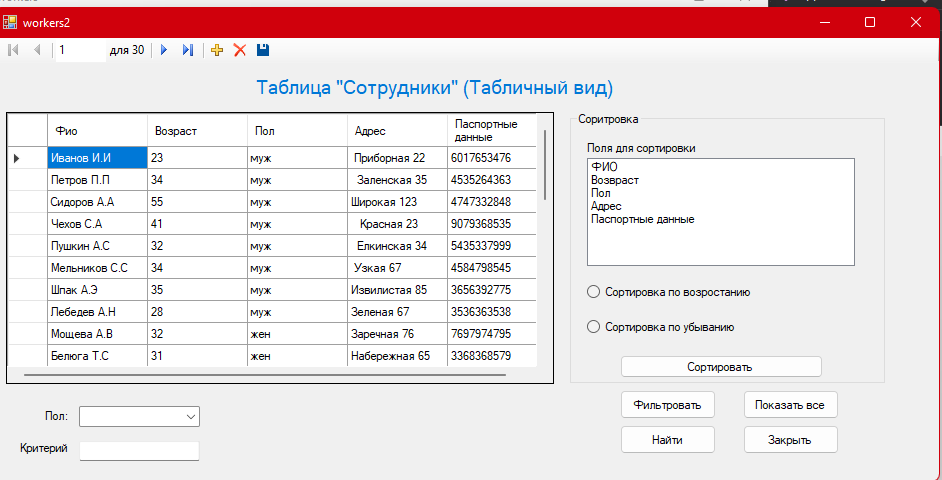 workers2
1 для 30
Таблица "Сотрудники" (Табличный вид)
Фио Возраст Пол Адрес Паспортные данные
Иванов И.И 23 муж Приборная 22 6017653476
Петров П.П 34 муж Заленская 35 4535264363
Сидоров А.А 55 муж Широкая 123 4747332848
Чехов С.А 41 муж Красная 23 9079368535
Пушкин А.С 32 муж Елкинская 34 5435337999
Мельников С.С 34 муж Узкая 67 4584798545
Шпак А.Э 35 муж Извилистая 85 3656392775
Лебедев А.Н 28 муж Зеленая 67 3536363538
Мощева А.В 32 жен Заречная 76 7697974795
Белюга Т.С 31 жен Набережная 65 3368368579
Соритровка
Поля для сортировки
ФИО
Возвраст
Пол
Адрес
Паспортные данные
Сортировка по возростанию
Сортировка по убыванию
Сортировать
Фильтровать Показать все
Найти Закрыть
Пол:
Критерий